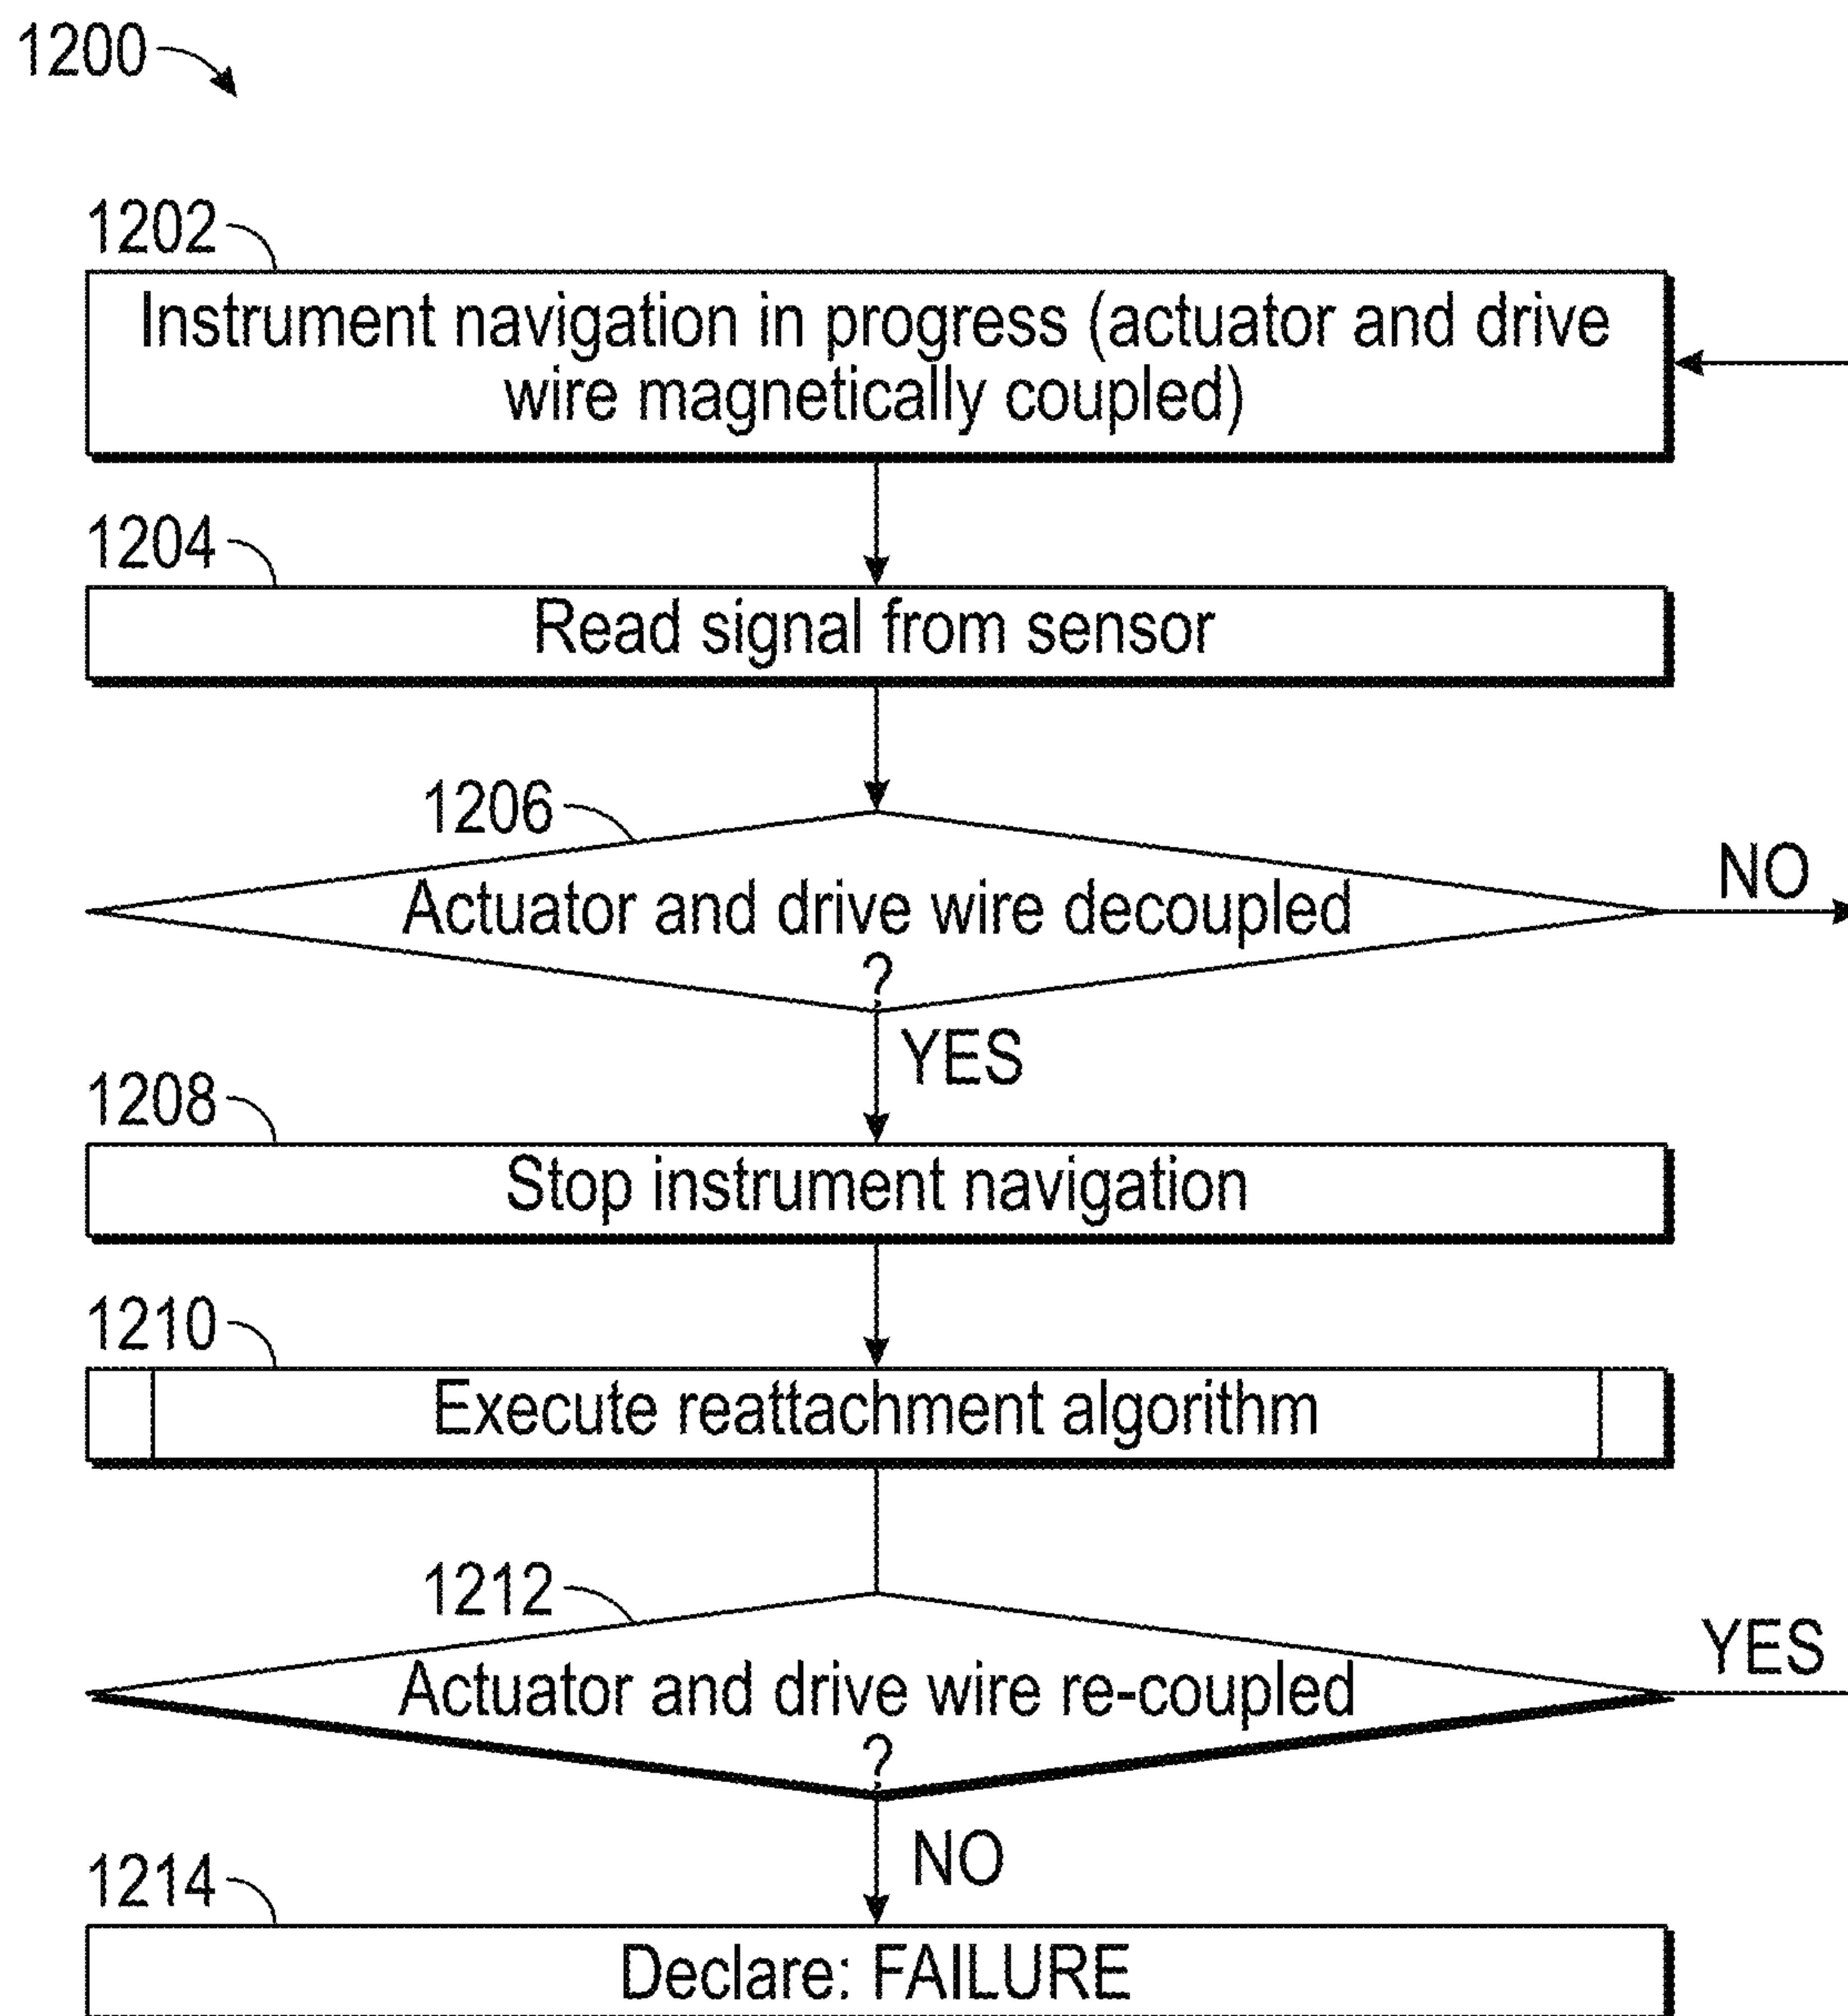 1200
1202
Instrument navigation in progress (actuator and drive
wire magnetically coupled)
1204
Read signal from sensor
1206
Actuator and drive wire decoupled
?
NO
YES
1208
Stop instrument navigation
1210
Execute reattachment algorithm
1212
Actuator and drive wire re-coupled
?
YES
NO
1214
Declare: FAILURE